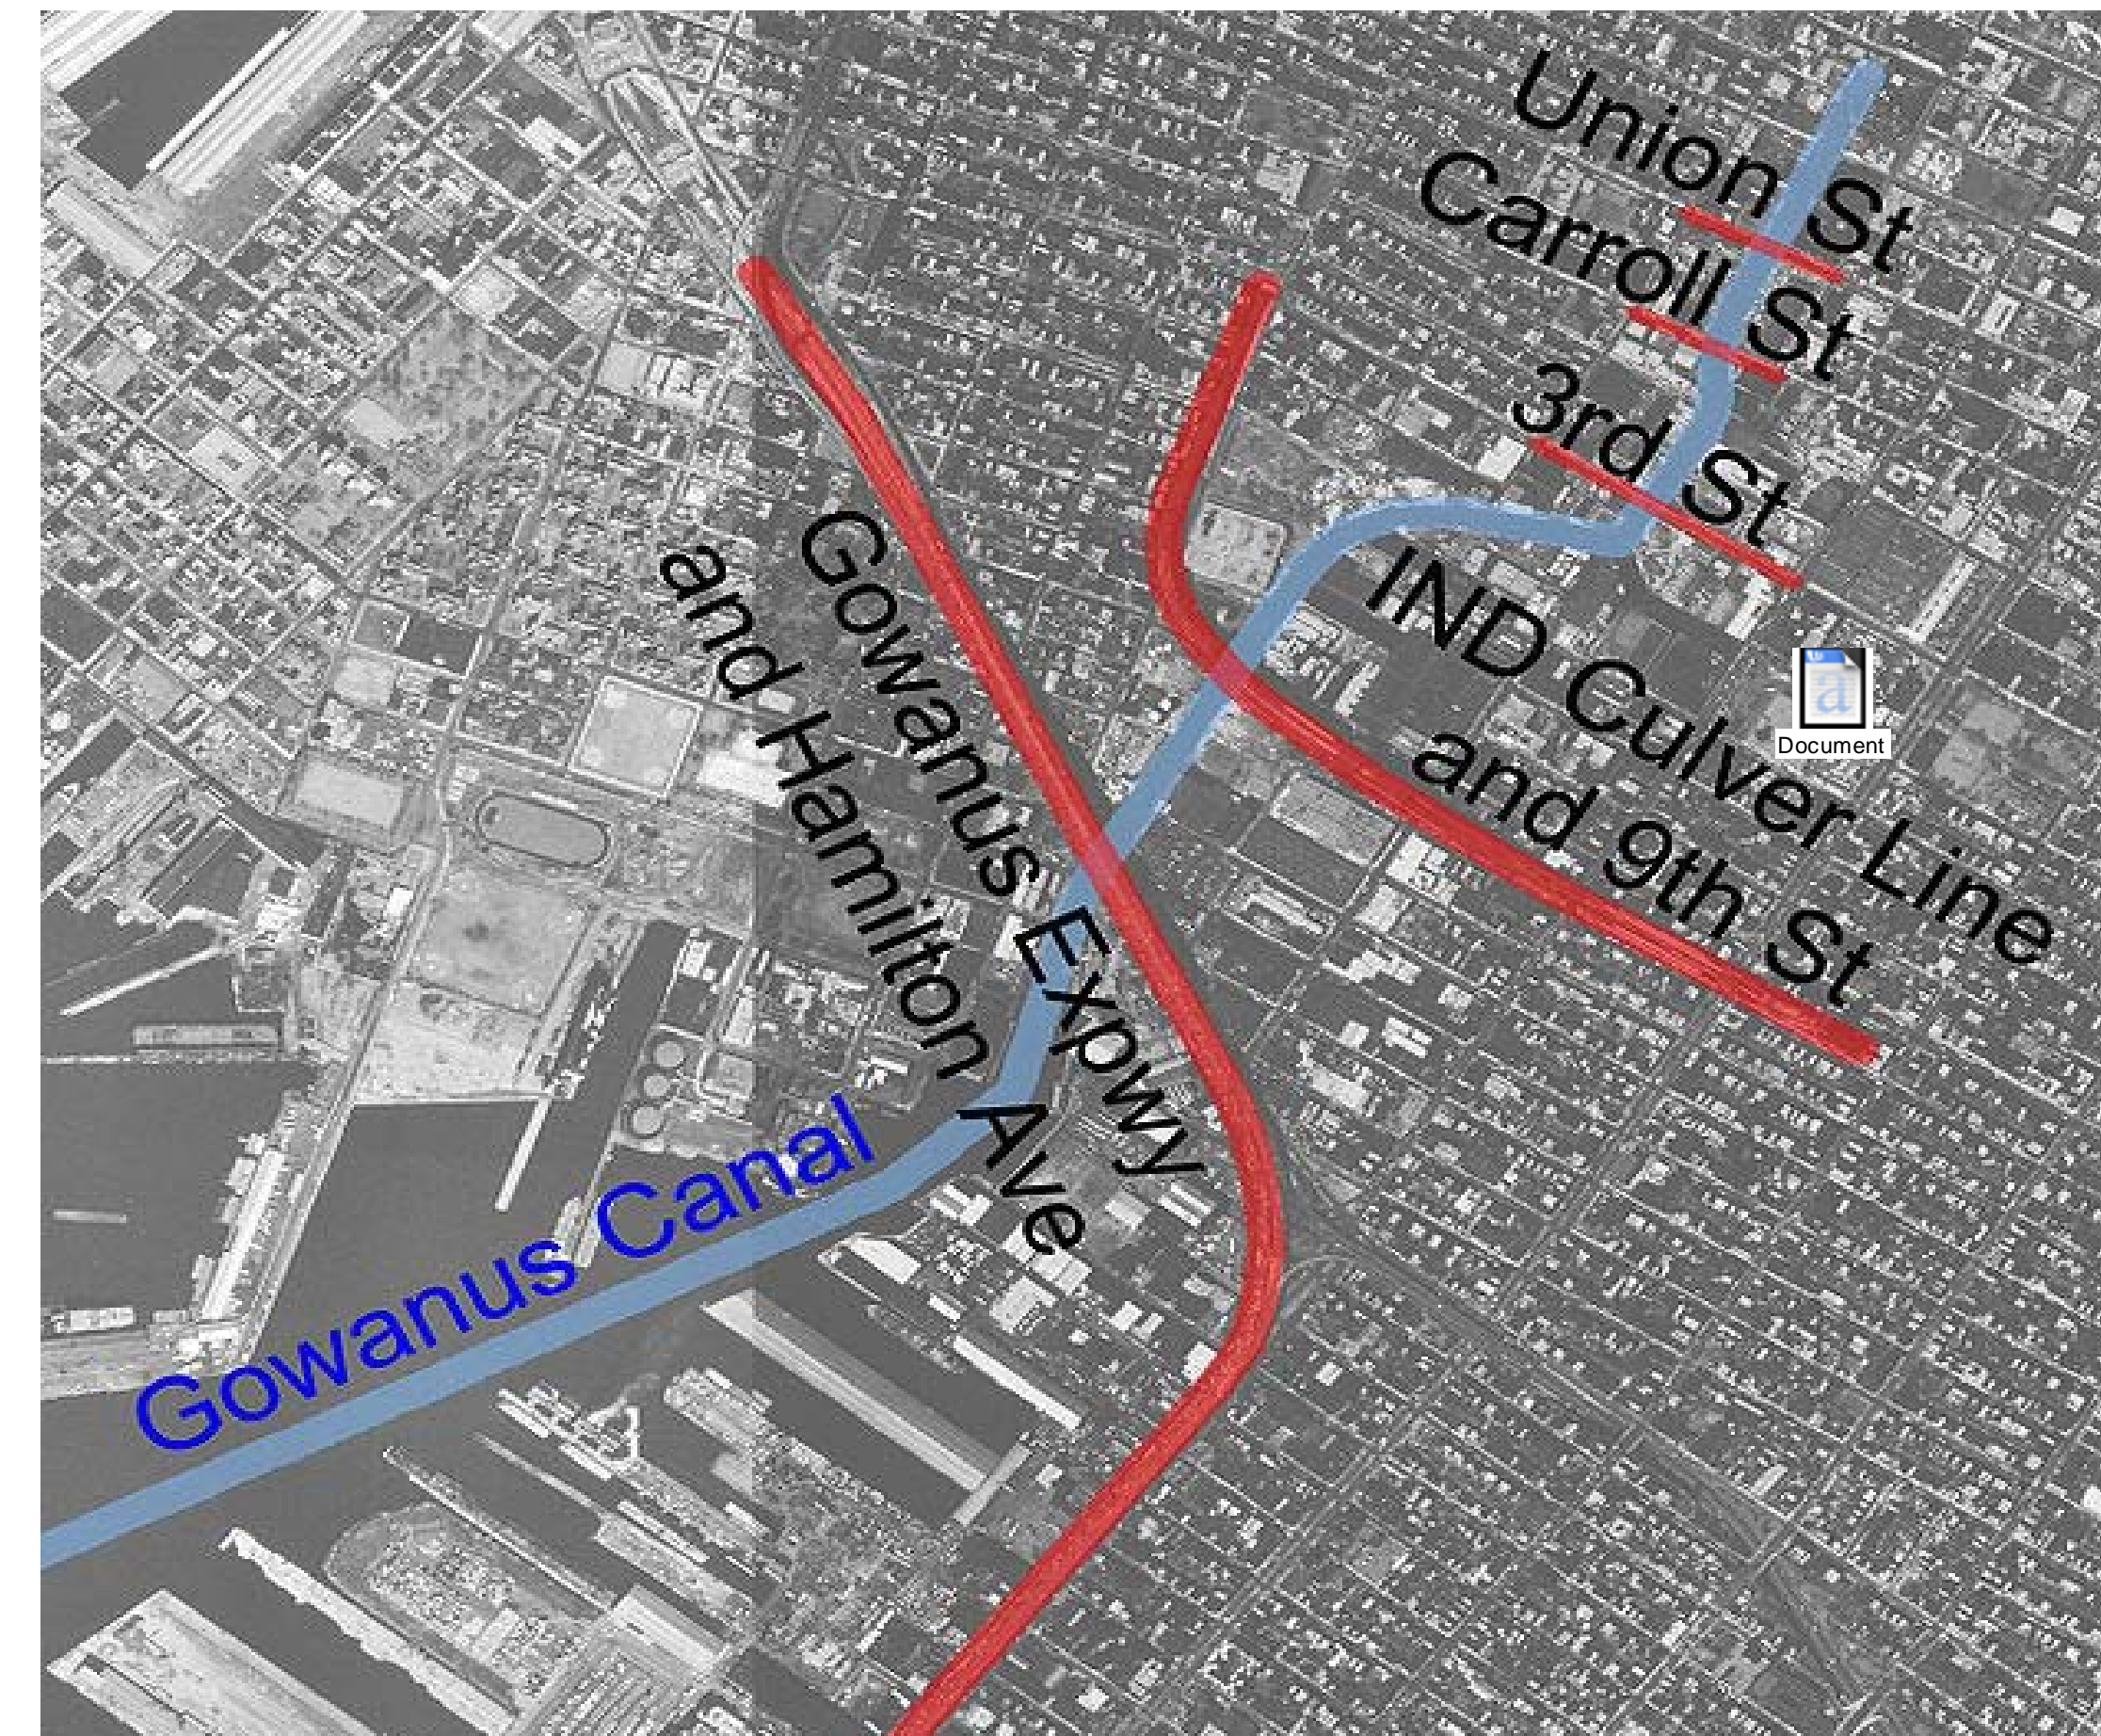 Union St
Carroll St
3rd St
IND Culver Line
and 9th St
Document
Gowanus Expwy
and Hamilton Ave
Gowanus Canal